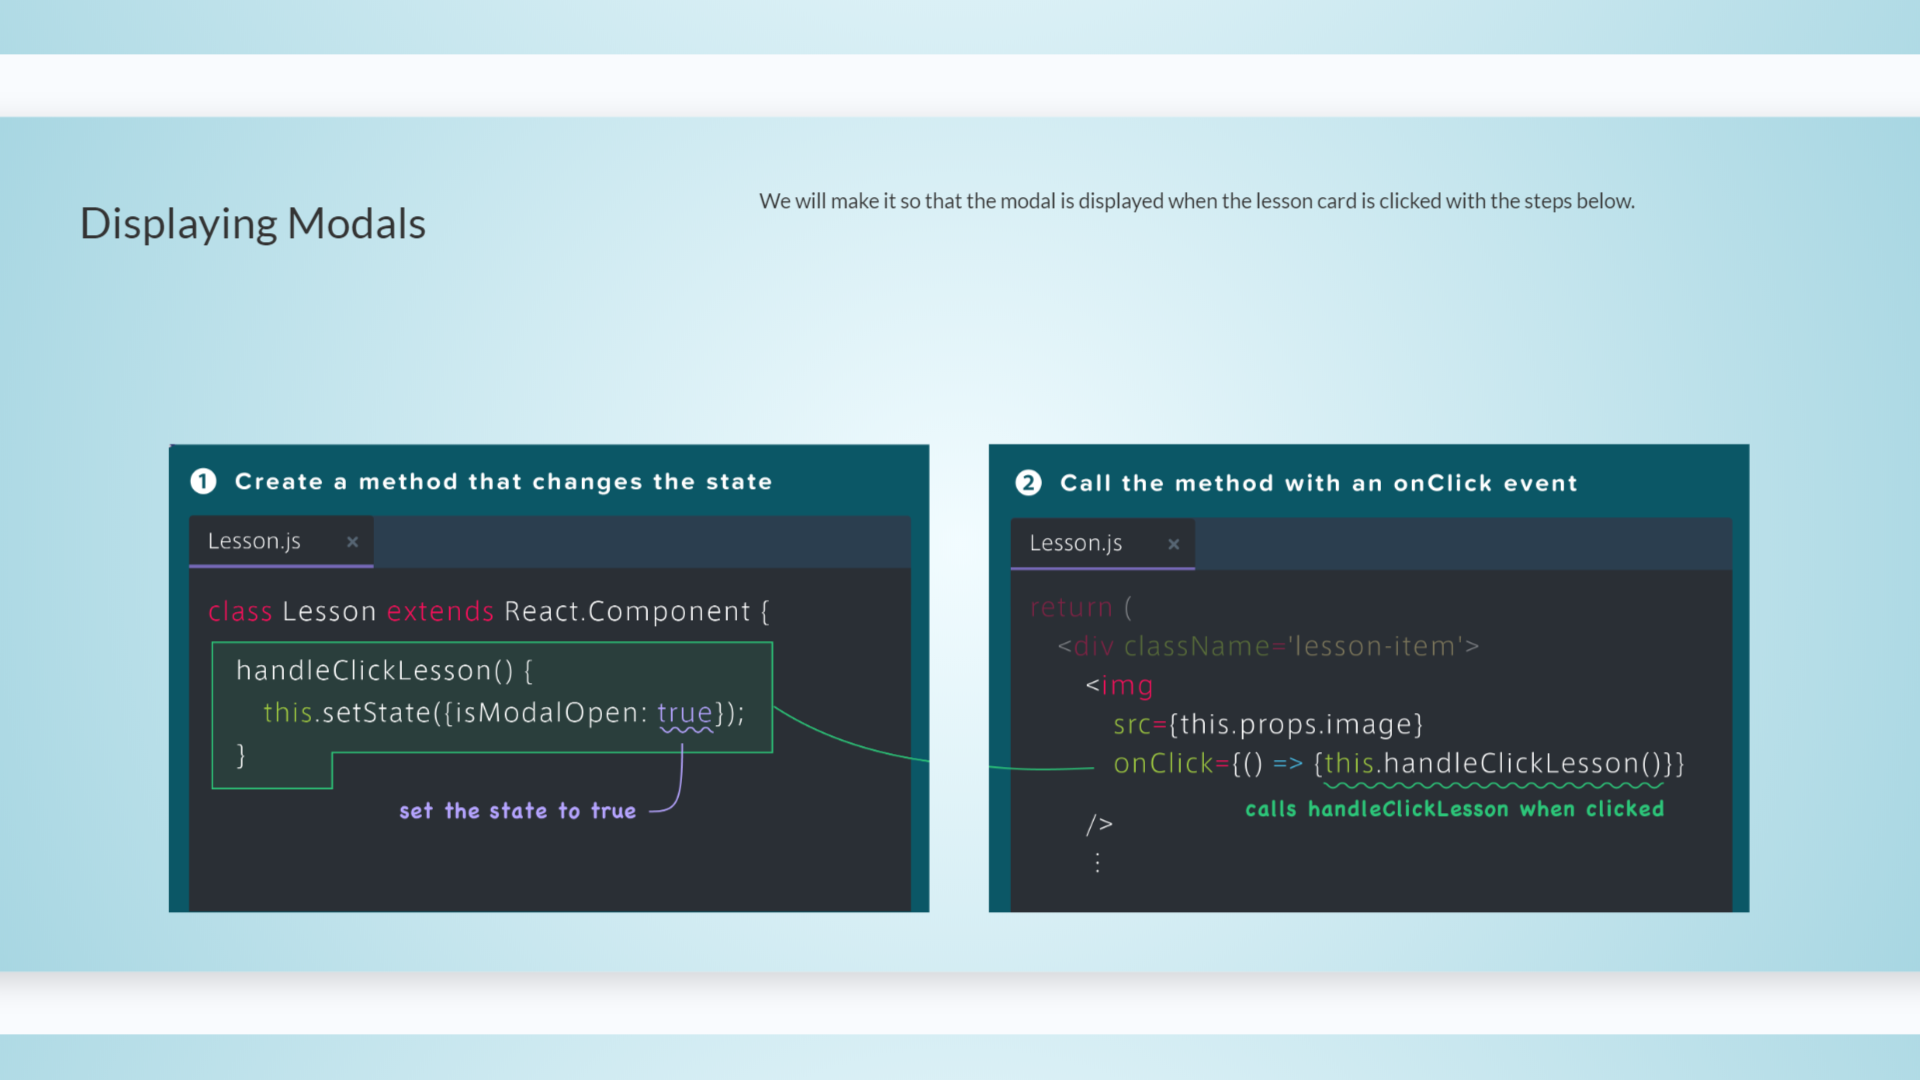 Displaying Modals
We will make it so that the modal is displayed when the lesson card is clicked with the steps below.
1 Create a method that changes the state
Lesson.js ×
class Lesson extends React.Component {
handleClickLesson() {
this.setState({isModalOpen: true});
}
set the state to true
2 Call the method with an onClick event
Lesson.js ×
return (
<div className='lesson-item'>
<img
src={this.props.image}
onClick={() => {this.handleClickLesson()}}
calls handleClickLesson when clicked
/>
⋮